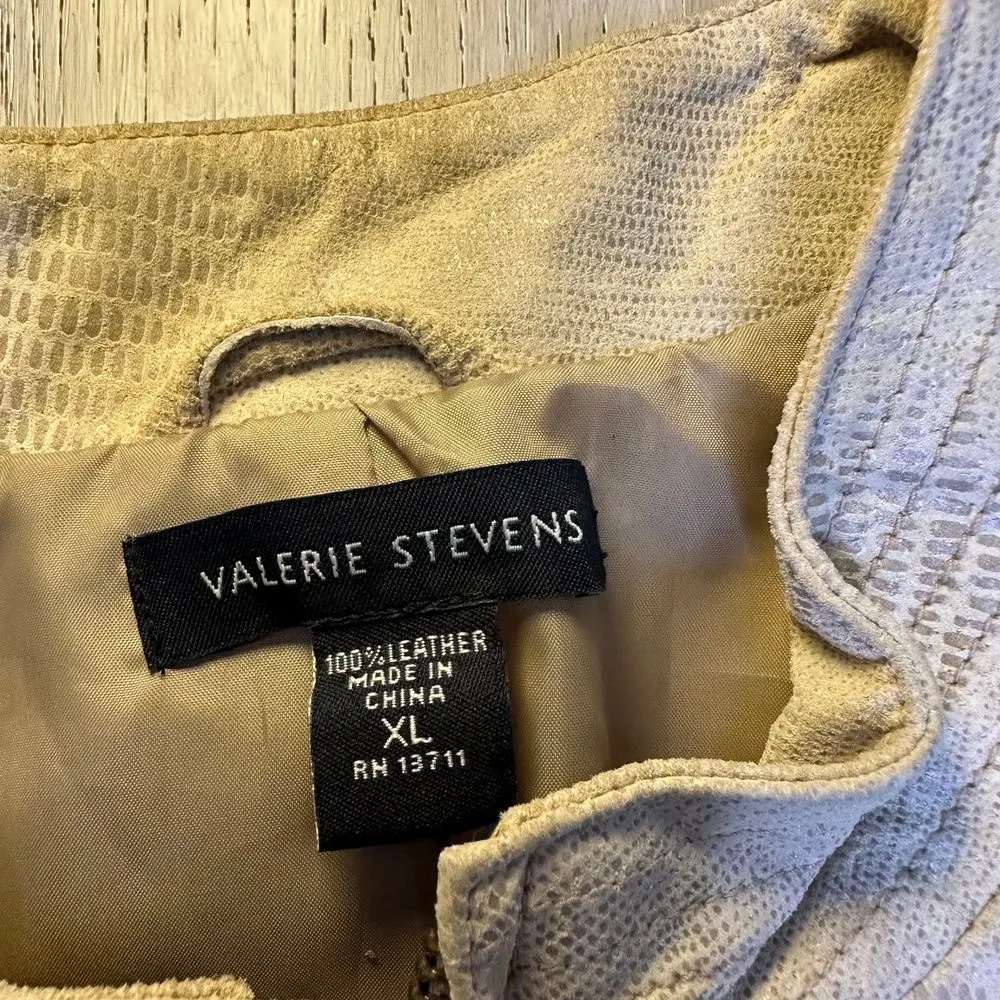 VALERIE STEVENS
100% LEATHER
MADE IN
CHINA
XL
RN 13711